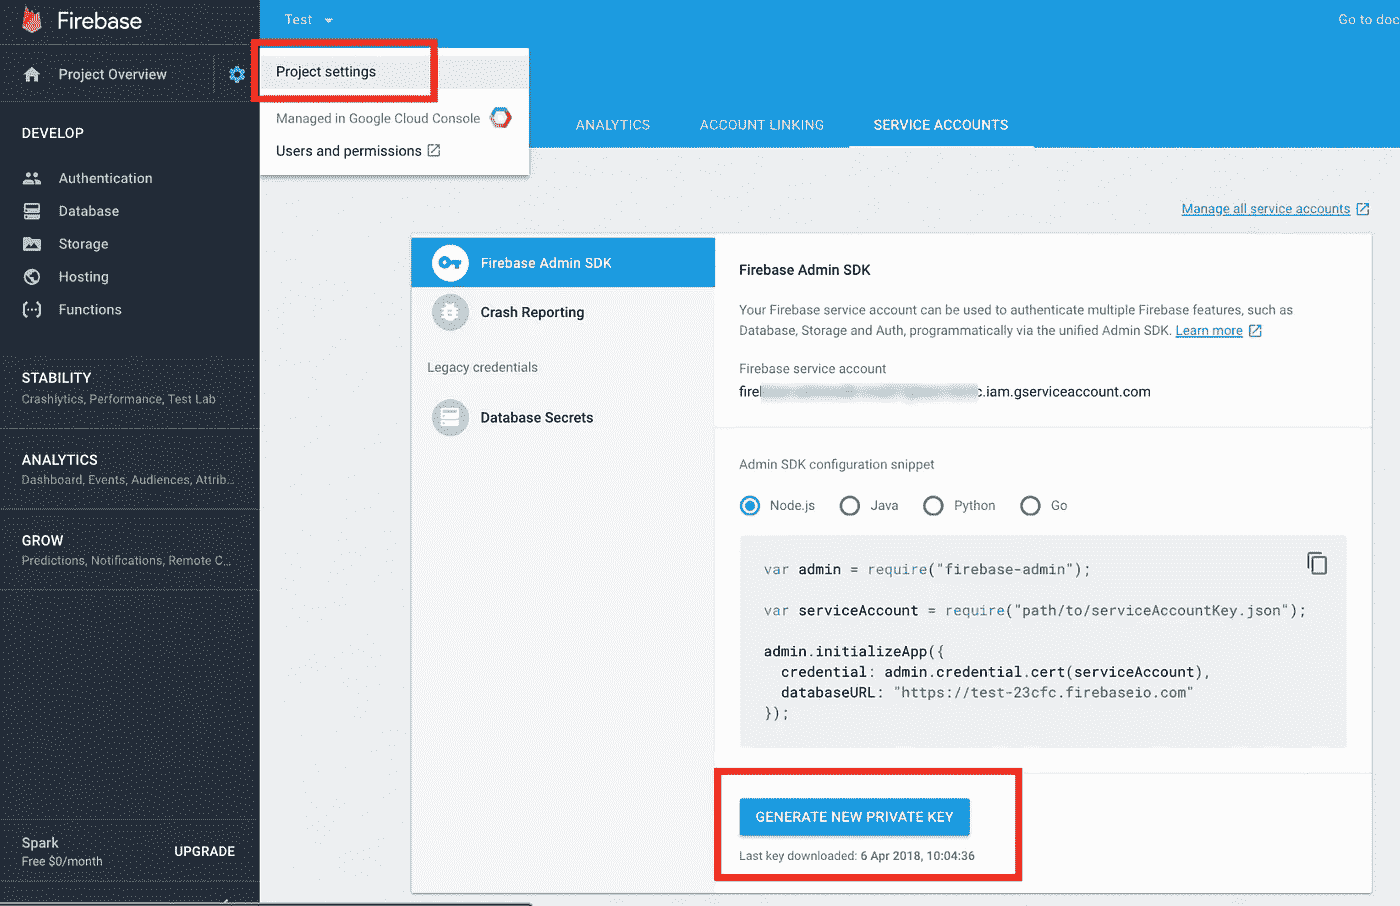 Firebase
Test
Go to doc
Project Overview
Project settings
Managed in Google Cloud Console
Users and permissions
ANALYTICS
ACCOUNT LINKING
SERVICE ACCOUNTS
DEVELOP
Authentication
Database
Storage
Hosting
Functions
STABILITY
Crashlytics, Performance, Test Lab
ANALYTICS
Dashboard, Events, Audiences, Attrib...
GROW
Predictions, Notifications, Remote C...
Spark
Free $0/month
UPGRADE
Manage all service accounts
Firebase Admin SDK
Crash Reporting
Legacy credentials
Database Secrets
Firebase Admin SDK
Your Firebase service account can be used to authenticate multiple Firebase features, such as
Database, Storage and Auth, programmatically via the unified Admin SDK. Learn more
Firebase service account
c.iam.gserviceaccount.com
Admin SDK configuration snippet
Node.js
Java
Python
Go
var admin = require("firebase-admin");
var serviceAccount = require("path/to/serviceAccountKey.json");
admin.initializeApp({
credential: admin.credential.cert(serviceAccount),
databaseURL: "https://test-23cfc.firebaseio.com"
});
GENERATE NEW PRIVATE KEY
Last key downloaded: 6 Apr 2018, 10:04:36